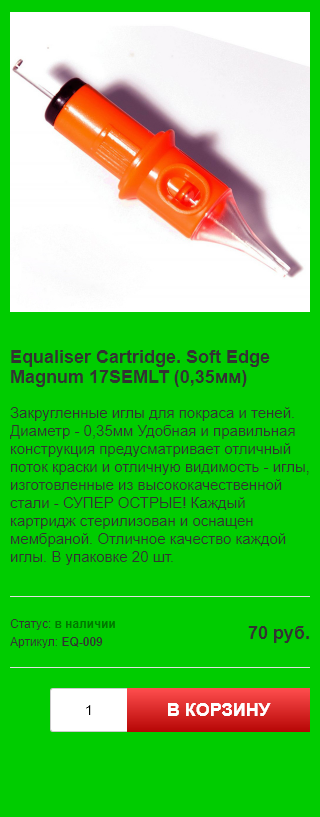 Equaliser Cartridge. Soft Edge
Magnum 17SEMLT (0,35мм)
Закругленные иглы для покраса и теней.
Диаметр - 0,35мм Удобная и правильная
конструкция предусматривает отличный
поток краски и отличную видимость - иглы,
изготовленные из высококачественной
стали - СУПЕР ОСТРЫЕ! Каждый
картридж стерилизован и оснащен
мембраной. Отличное качество каждой
иглы. В упаковке 20 шт.
Статус: в наличии
Артикул: EQ-009
70 руб.
1
В КОРЗИНУ